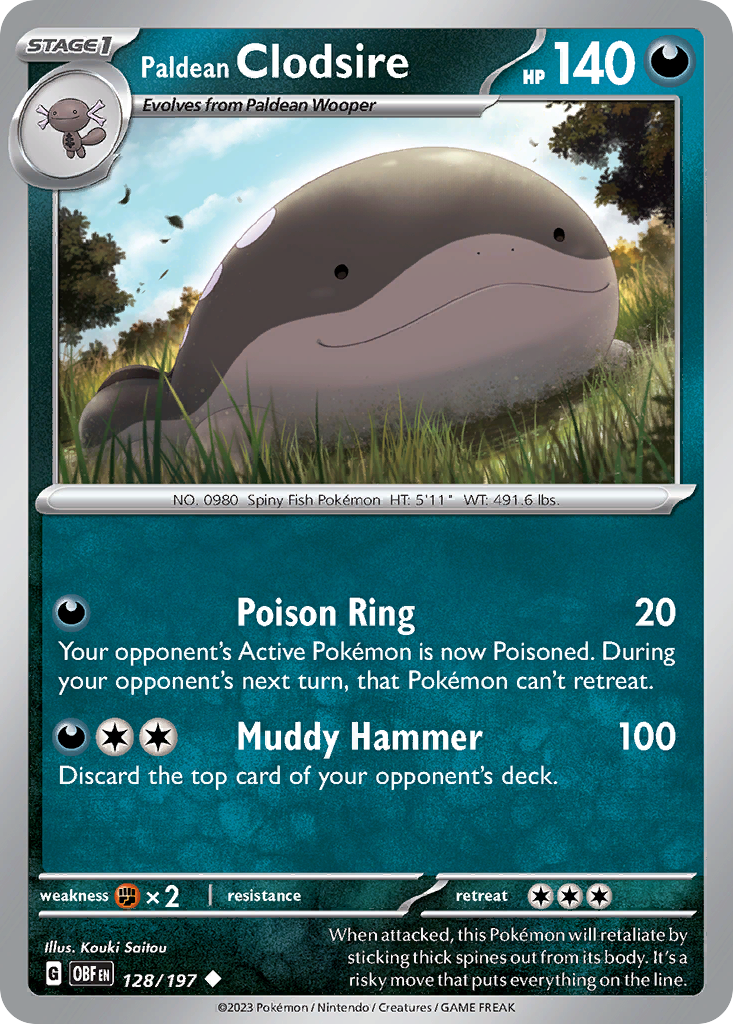 STAGE 1
Paldean Clodsire HP 140
Evolves from Paldean Wooper
NO. 0980 Spiny Fish Pokémon HT: 5'11" WT: 491.6 lbs.
Poison Ring 20
Your opponent's Active Pokémon is now Poisoned. During
your opponent's next turn, that Pokémon can't retreat.
Muddy Hammer 100
Discard the top card of your opponent's deck.
weakness ×2 resistance retreat
Illus. Kouki Saitou
When attacked, this Pokémon will retaliate by
sticking thick spines out from its body. It's a
risky move that puts everything on the line.
G OBF EN 128/197
©2023 Pokémon / Nintendo / Creatures / GAME FREAK